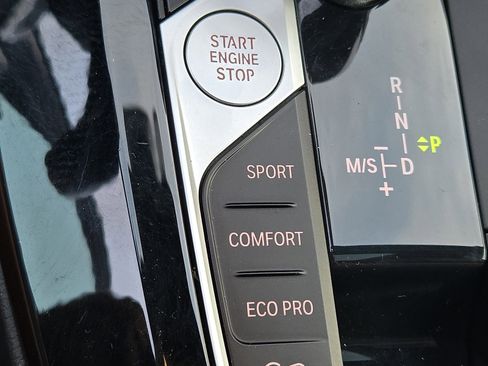 START
ENGINE
STOP
SPORT
COMFORT
ECO PRO
R
N
P
M/S
D
−
+